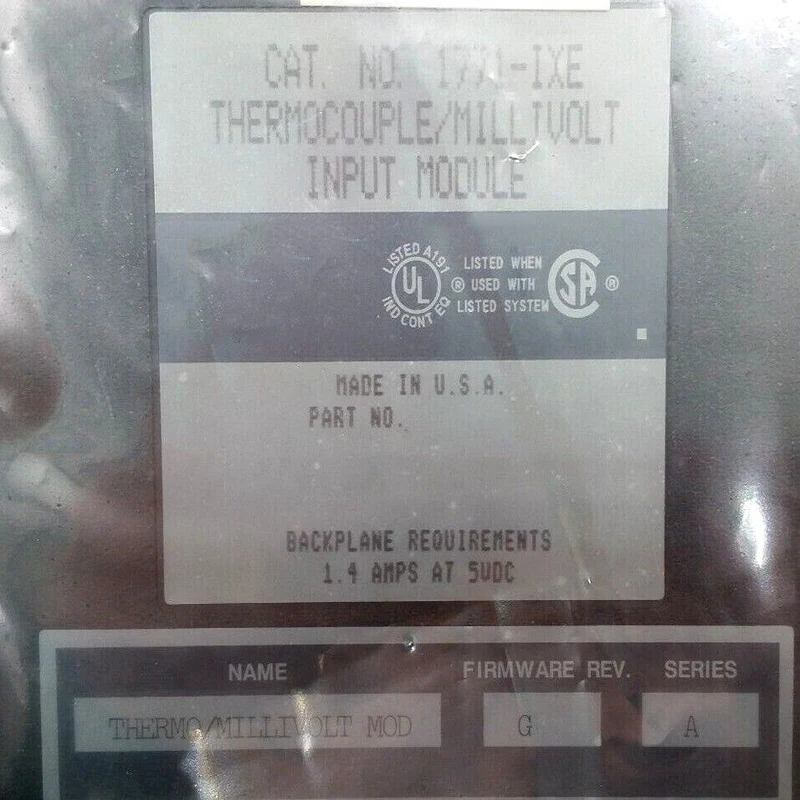 CAT. NO. 1771-IXE
THERMOCOUPLE/MILLIVOLT
INPUT MODULE
LISTED A191
UL
IND CONT EQ
®
LISTED WHEN
USED WITH
LISTED SYSTEM
SA ®
MADE IN U.S.A.
PART NO.
BACKPLANE REQUIREMENTS
1.4 AMPS AT 5VDC
NAME FIRMWARE REV. SERIES
THERMO/MILLIVOLT MOD G A